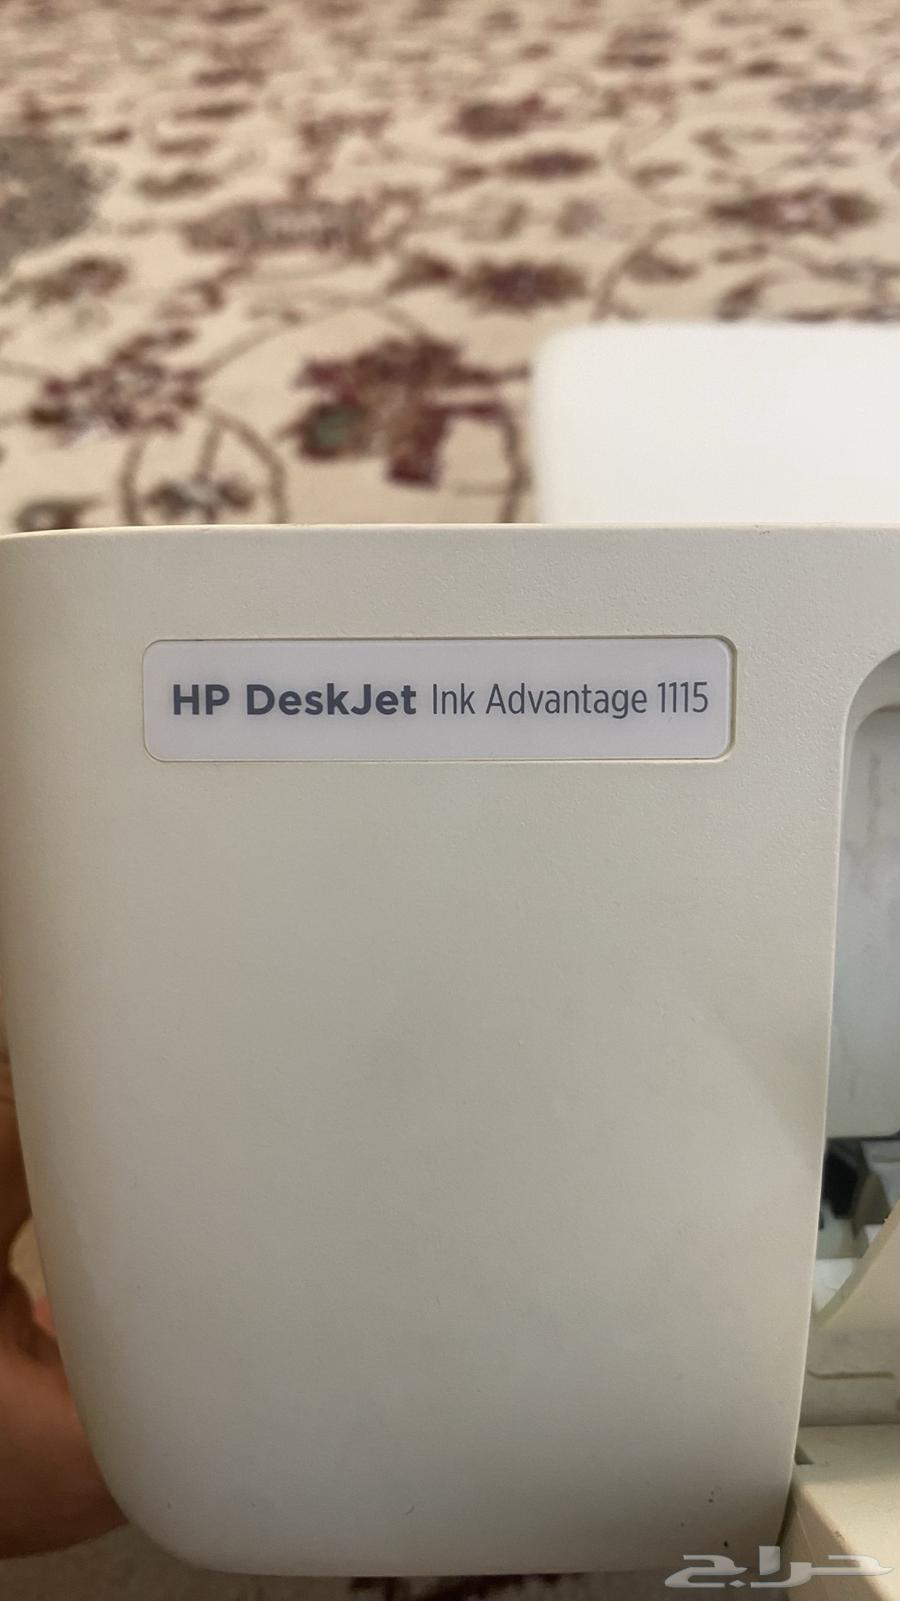 HP DeskJet Ink Advantage 1115
حراج